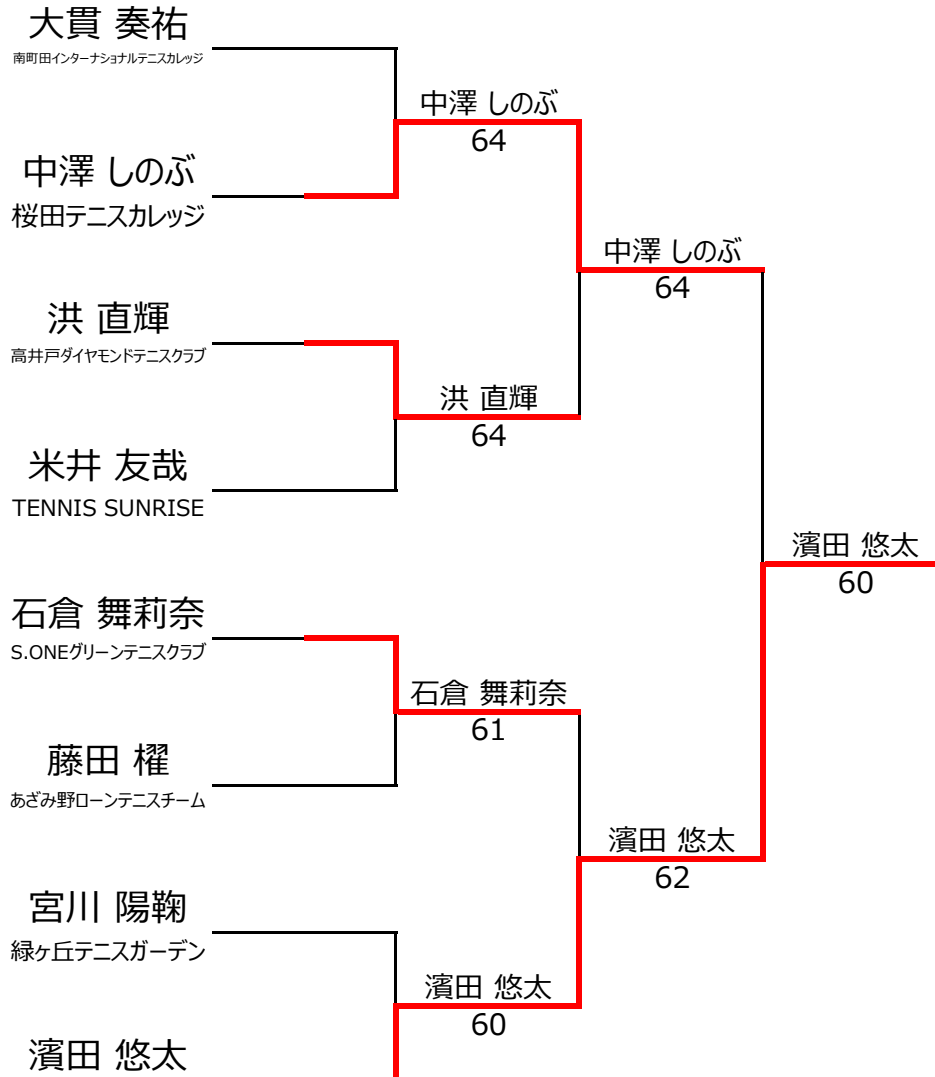 大貫 奏祐
南町田インターナショナルテニスカレッジ
中澤 しのぶ
64
中澤 しのぶ
桜田テニスカレッジ
中澤 しのぶ
64
洪 直輝
高井戸ダイヤモンドテニスクラブ
洪 直輝
64
米井 友哉
TENNIS SUNRISE
濱田 悠太
60
石倉 舞莉奈
S.ONEグリーンテニスクラブ
石倉 舞莉奈
61
藤田 櫂
あざみ野ローンテニスチーム
濱田 悠太
62
宮川 陽鞠
緑ヶ丘テニスガーデン
濱田 悠太
60
濱田 悠太